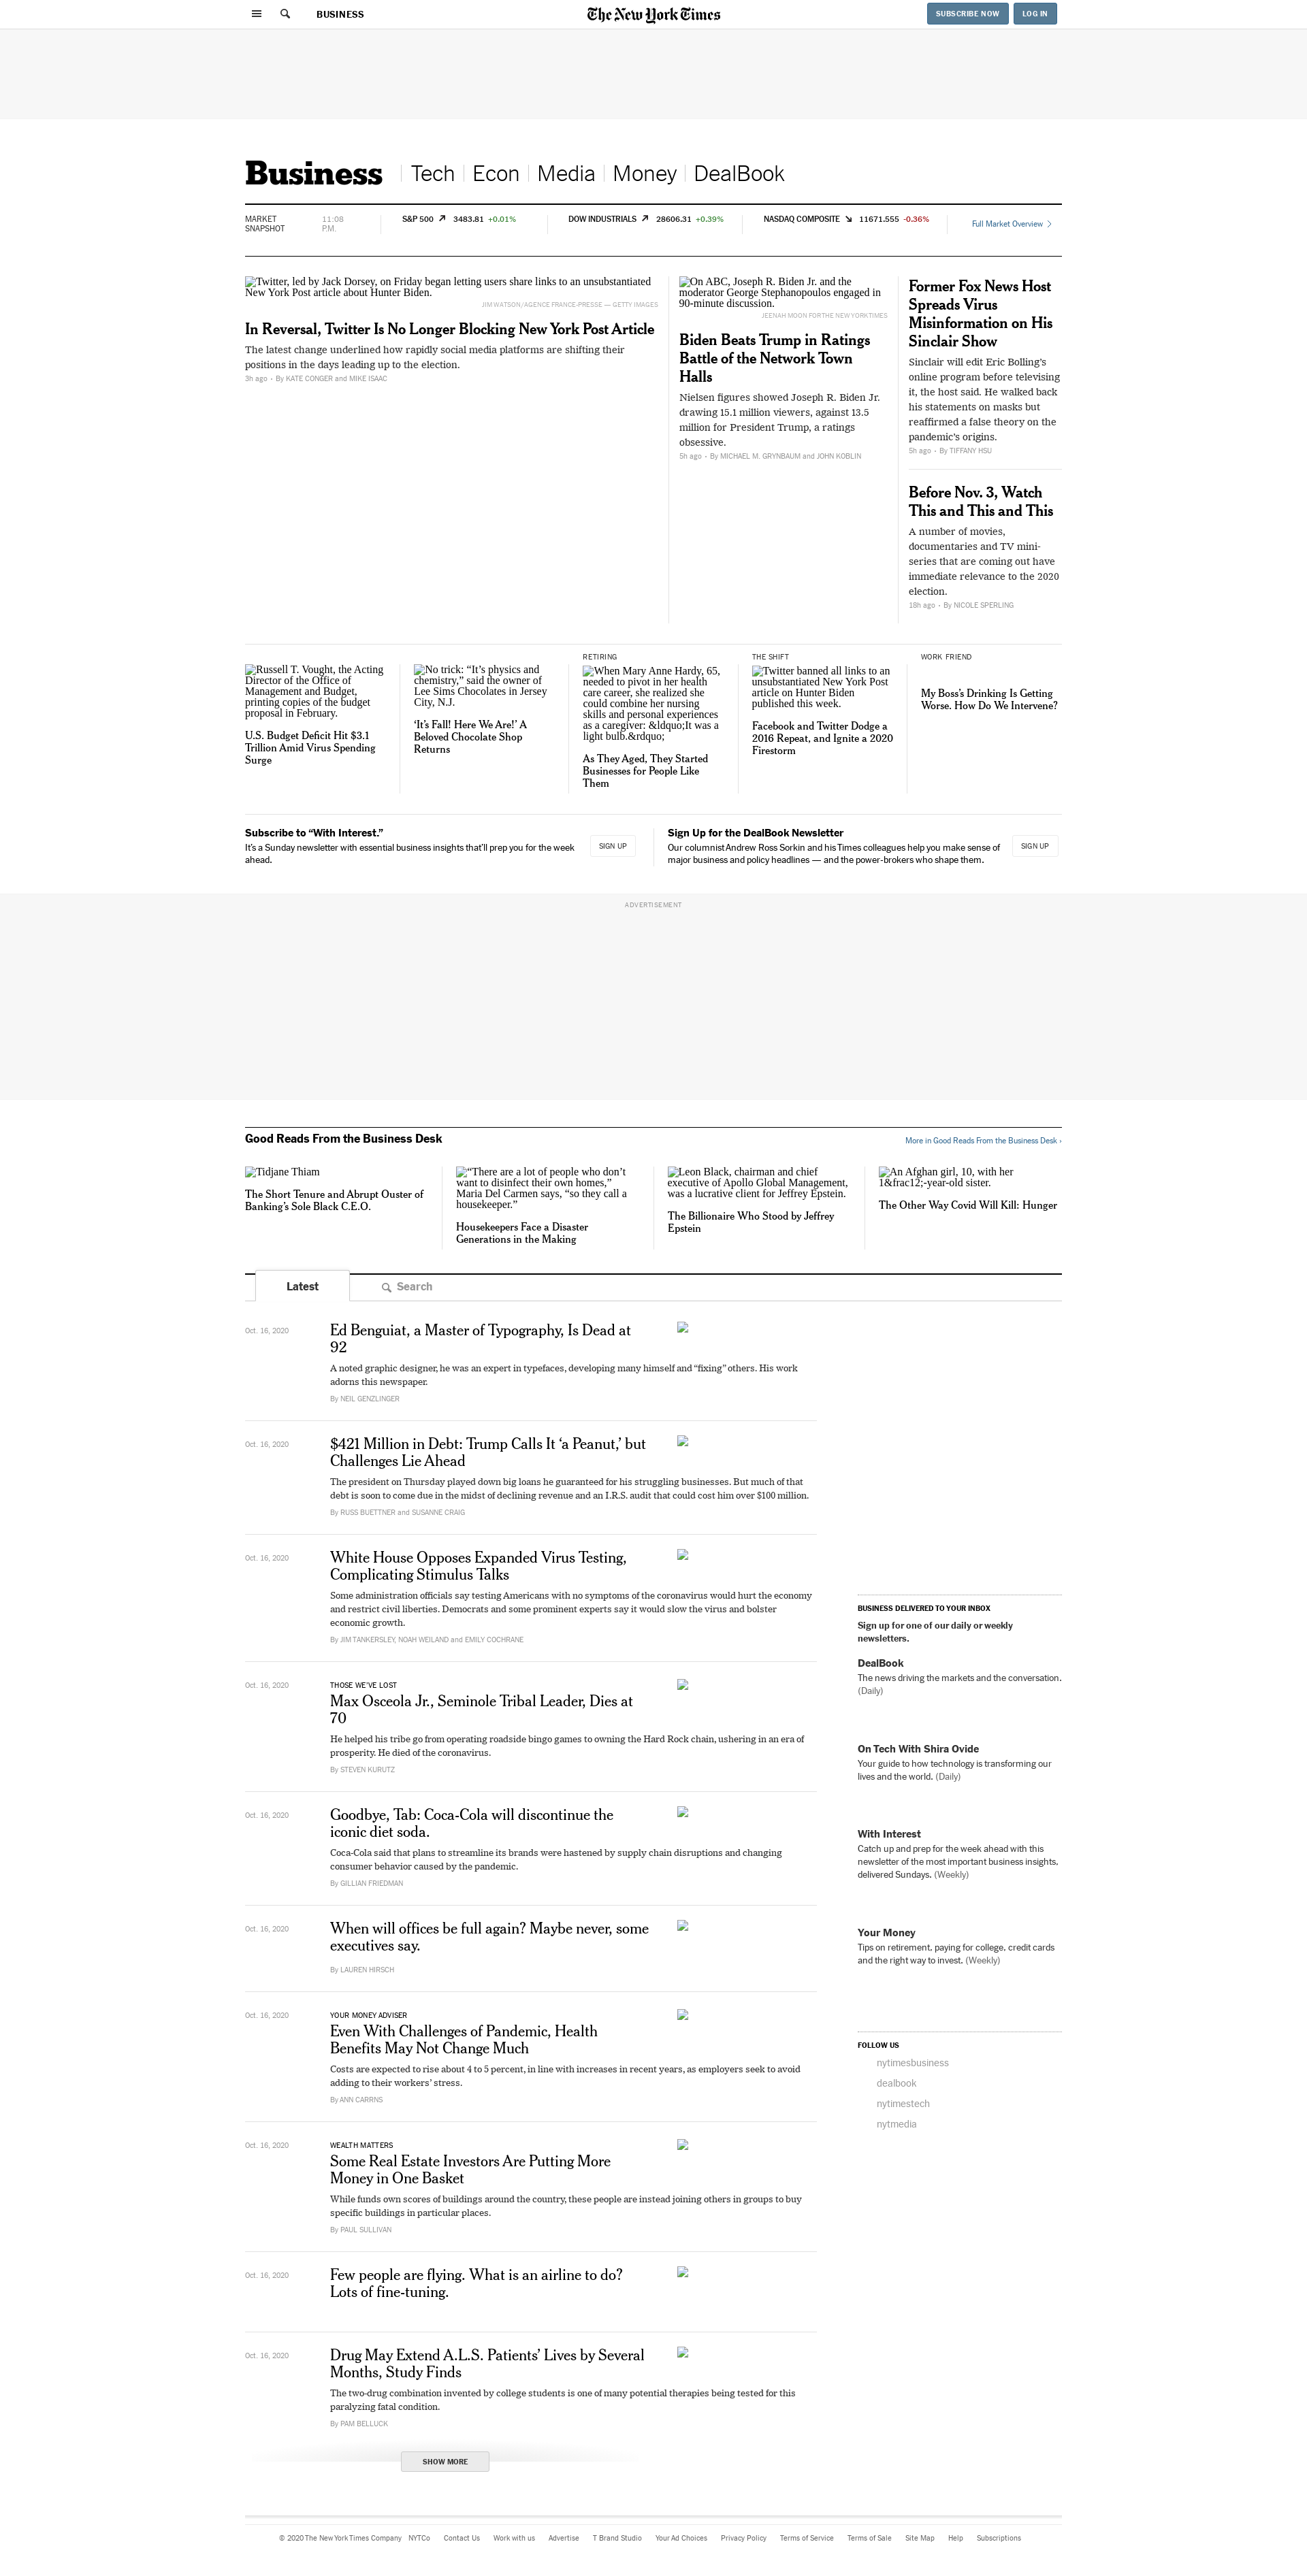 BUSINESS
The New York Times
SUBSCRIBE NOW
LOG IN
Business
Tech
Econ
Media
Money
DealBook
MARKET
SNAPSHOT
11:08
P.M.
S&P 500 3483.81 +0.01%
DOW INDUSTRIALS 28606.31 +0.39%
NASDAQ COMPOSITE 11671.555 -0.36%
Full Market Overview
Twitter, led by Jack Dorsey, on Friday began letting users share links to an unsubstantiated
New York Post article about Hunter Biden.
JIM WATSON/AGENCE FRANCE-PRESSE — GETTY IMAGES
In Reversal, Twitter Is No Longer Blocking New York Post Article
The latest change underlined how rapidly social media platforms are shifting their
positions in the days leading up to the election.
3h ago • By KATE CONGER and MIKE ISAAC
On ABC, Joseph R. Biden Jr. and the
moderator George Stephanopoulos engaged in
90-minute discussion.
JEENAH MOON FOR THE NEW YORK TIMES
Biden Beats Trump in Ratings
Battle of the Network Town
Halls
Nielsen figures showed Joseph R. Biden Jr.
drawing 15.1 million viewers, against 13.5
million for President Trump, a ratings
obsessive.
5h ago • By MICHAEL M. GRYNBAUM and JOHN KOBLIN
Former Fox News Host
Spreads Virus
Misinformation on His
Sinclair Show
Sinclair will edit Eric Bolling’s
online program before televising
it, the host said. He walked back
his statements on masks but
reaffirmed a false theory on the
pandemic’s origins.
5h ago • By TIFFANY HSU
Before Nov. 3, Watch
This and This and This
A number of movies,
documentaries and TV mini-
series that are coming out have
immediate relevance to the 2020
election.
18h ago • By NICOLE SPERLING
Russell T. Vought, the Acting
Director of the Office of
Management and Budget,
printing copies of the budget
proposal in February.
U.S. Budget Deficit Hit $3.1
Trillion Amid Virus Spending
Surge
No trick: “It’s physics and
chemistry,” said the owner of
Lee Sims Chocolates in Jersey
City, N.J.
‘It’s Fall! Here We Are!’ A
Beloved Chocolate Shop
Returns
RETIRING
When Mary Anne Hardy, 65,
needed to pivot in her health
care career, she realized she
could combine her nursing
skills and personal experiences
as a caregiver: &ldquo;It was a
light bulb.&rdquo;
As They Aged, They Started
Businesses for People Like
Them
THE SHIFT
Twitter banned all links to an
unsubstantiated New York Post
article on Hunter Biden
published this week.
Facebook and Twitter Dodge a
2016 Repeat, and Ignite a 2020
Firestorm
WORK FRIEND
My Boss’s Drinking Is Getting
Worse. How Do We Intervene?
Subscribe to “With Interest.”
It’s a Sunday newsletter with essential business insights that’ll prep you for the week
ahead.
SIGN UP
Sign Up for the DealBook Newsletter
Our columnist Andrew Ross Sorkin and his Times colleagues help you make sense of
major business and policy headlines — and the power-brokers who shape them.
SIGN UP
ADVERTISEMENT
Good Reads From the Business Desk
More in Good Reads From the Business Desk ›
Tidjane Thiam
The Short Tenure and Abrupt Ouster of
Banking’s Sole Black C.E.O.
“There are a lot of people who don’t
want to disinfect their own homes,”
Maria Del Carmen says, “so they call a
housekeeper.”
Housekeepers Face a Disaster
Generations in the Making
Leon Black, chairman and chief
executive of Apollo Global Management,
was a lucrative client for Jeffrey Epstein.
The Billionaire Who Stood by Jeffrey
Epstein
An Afghan girl, 10, with her
1&frac12;-year-old sister.
The Other Way Covid Will Kill: Hunger
Latest
Search
Oct. 16, 2020
Ed Benguiat, a Master of Typography, Is Dead at
92
A noted graphic designer, he was an expert in typefaces, developing many himself and “fixing” others. His work
adorns this newspaper.
By NEIL GENZLINGER
Oct. 16, 2020
$421 Million in Debt: Trump Calls It ‘a Peanut,’ but
Challenges Lie Ahead
The president on Thursday played down big loans he guaranteed for his struggling businesses. But much of that
debt is soon to come due in the midst of declining revenue and an I.R.S. audit that could cost him over $100 million.
By RUSS BUETTNER and SUSANNE CRAIG
Oct. 16, 2020
White House Opposes Expanded Virus Testing,
Complicating Stimulus Talks
Some administration officials say testing Americans with no symptoms of the coronavirus would hurt the economy
and restrict civil liberties. Democrats and some prominent experts say it would slow the virus and bolster
economic growth.
By JIM TANKERSLEY, NOAH WEILAND and EMILY COCHRANE
Oct. 16, 2020
THOSE WE’VE LOST
Max Osceola Jr., Seminole Tribal Leader, Dies at
70
He helped his tribe go from operating roadside bingo games to owning the Hard Rock chain, ushering in an era of
prosperity. He died of the coronavirus.
By STEVEN KURUTZ
Oct. 16, 2020
Goodbye, Tab: Coca-Cola will discontinue the
iconic diet soda.
Coca-Cola said that plans to streamline its brands were hastened by supply chain disruptions and changing
consumer behavior caused by the pandemic.
By GILLIAN FRIEDMAN
Oct. 16, 2020
When will offices be full again? Maybe never, some
executives say.
By LAUREN HIRSCH
Oct. 16, 2020
YOUR MONEY ADVISER
Even With Challenges of Pandemic, Health
Benefits May Not Change Much
Costs are expected to rise about 4 to 5 percent, in line with increases in recent years, as employers seek to avoid
adding to their workers’ stress.
By ANN CARRNS
Oct. 16, 2020
WEALTH MATTERS
Some Real Estate Investors Are Putting More
Money in One Basket
While funds own scores of buildings around the country, these people are instead joining others in groups to buy
specific buildings in particular places.
By PAUL SULLIVAN
Oct. 16, 2020
Few people are flying. What is an airline to do?
Lots of fine-tuning.
Oct. 16, 2020
Drug May Extend A.L.S. Patients’ Lives by Several
Months, Study Finds
The two-drug combination invented by college students is one of many potential therapies being tested for this
paralyzing fatal condition.
By PAM BELLUCK
SHOW MORE
BUSINESS DELIVERED TO YOUR INBOX
Sign up for one of our daily or weekly
newsletters.
DealBook
The news driving the markets and the conversation.
(Daily)
On Tech With Shira Ovide
Your guide to how technology is transforming our
lives and the world. (Daily)
With Interest
Catch up and prep for the week ahead with this
newsletter of the most important business insights,
delivered Sundays. (Weekly)
Your Money
Tips on retirement, paying for college, credit cards
and the right way to invest. (Weekly)
FOLLOW US
nytimesbusiness
dealbook
nytimestech
nytmedia
© 2020 The New York Times Company NYTCo Contact Us Work with us Advertise T Brand Studio Your Ad Choices Privacy Policy Terms of Service Terms of Sale Site Map Help Subscriptions